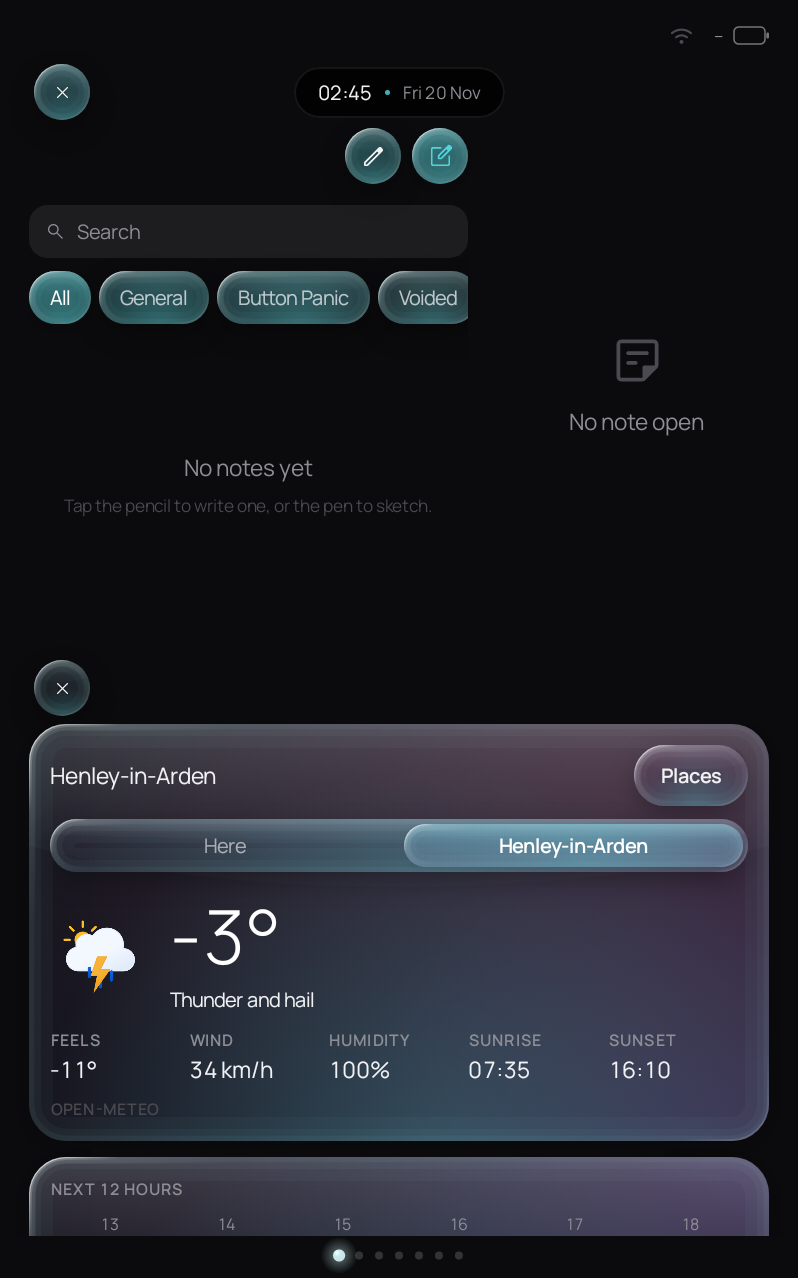 –
02:45 • Fri 20 Nov
Search
All General Button Panic Voided
No note open
No notes yet
Tap the pencil to write one, or the pen to sketch.
Henley-in-Arden Places
Here Henley-in-Arden
-3°
Thunder and hail
FEELS WIND HUMIDITY SUNRISE SUNSET
-11° 34 km/h 100% 07:35 16:10
OPEN-METEO
NEXT 12 HOURS
13 14 15 16 17 18